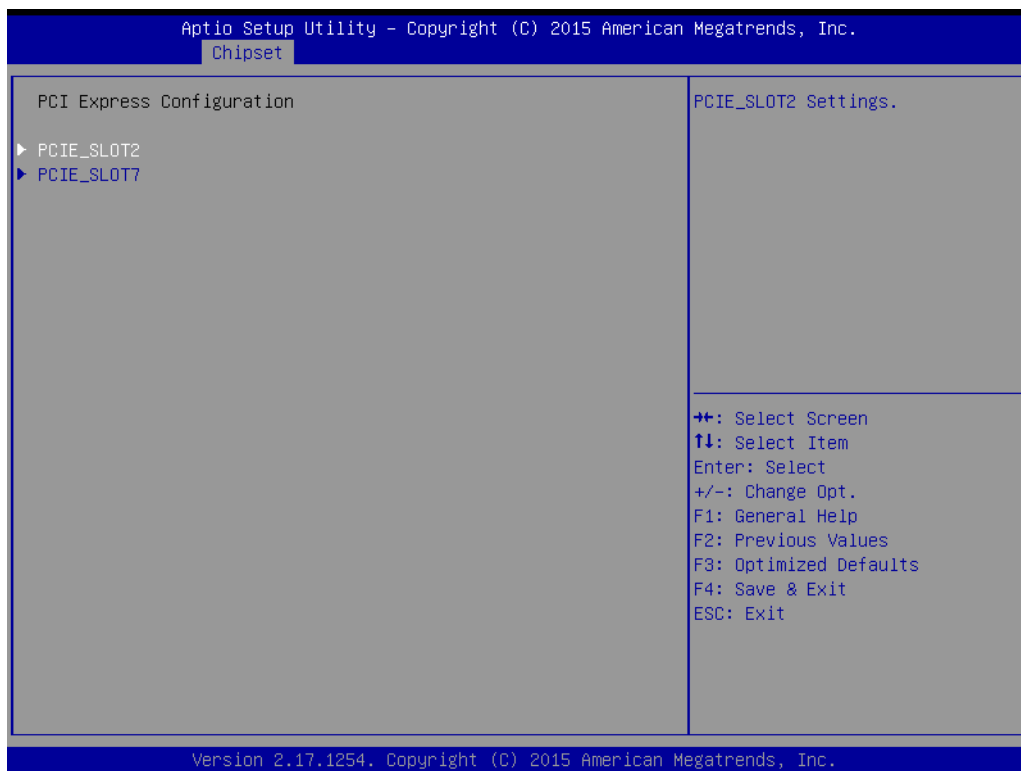 Aptio Setup Utility – Copyright (C) 2015 American Megatrends, Inc.
Chipset
PCI Express Configuration
PCIE_SLOT2
PCIE_SLOT7
PCIE_SLOT2 Settings.
→←: Select Screen
↑↓: Select Item
Enter: Select
+/-: Change Opt.
F1: General Help
F2: Previous Values
F3: Optimized Defaults
F4: Save & Exit
ESC: Exit
Version 2.17.1254. Copyright (C) 2015 American Megatrends, Inc.